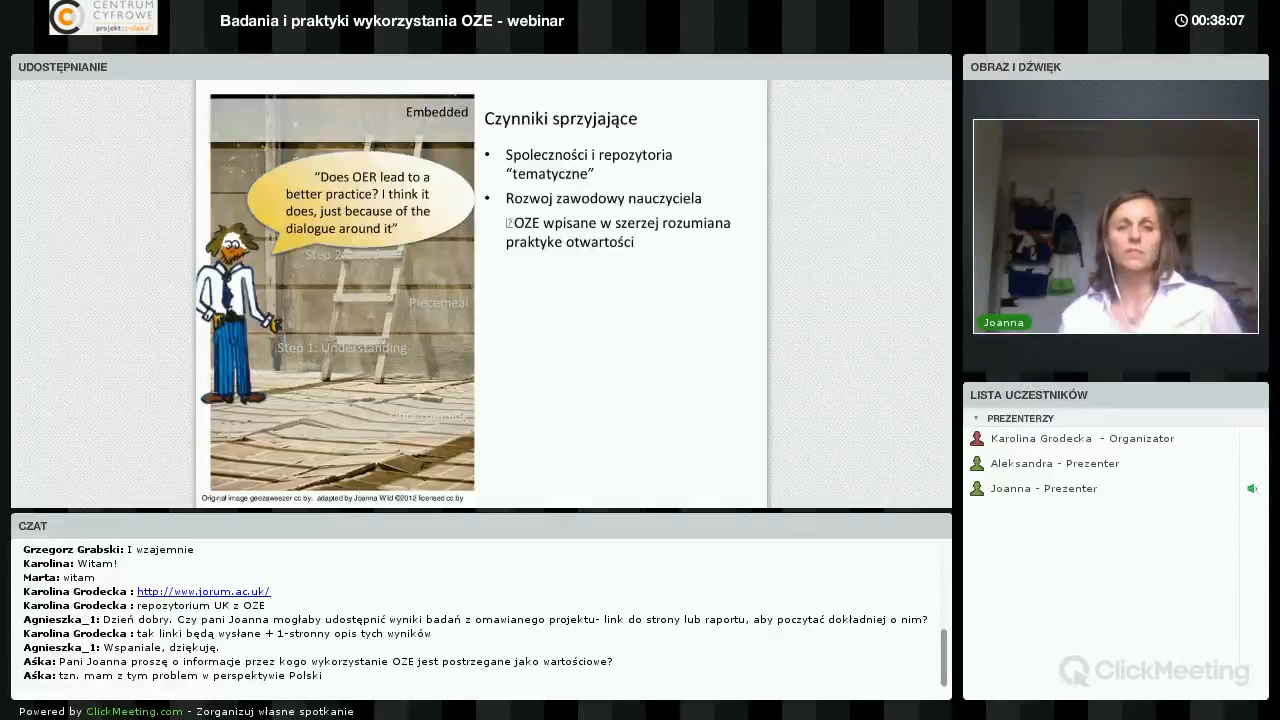 CENTRUM
CYFROWE
projekt: polska
Badania i praktyki wykorzystania OZE - webinar
00:38:07
UDOSTĘPNIANIE
Embedded
“Does OER lead to a
better practice? I think it
does, just because of the
dialogue around it”
Step 2:
Piecemeal
Step 1: Understanding
Original image geezaweezer cc by, adapted by Joanna Wild ©2012 licensed cc by
Czynniki sprzyjające
• Spoleczności i repozytoria
“tematyczne”
• Rozwoj zawodowy nauczyciela
OZE wpisane w szerzej rozumiana
praktyke otwartości
OBRAZ I DŹWIĘK
Joanna
LISTA UCZESTNIKÓW
PREZENTERZY
Karolina Grodecka - Organizator
Aleksandra - Prezenter
Joanna - Prezenter
CZAT
Grzegorz Grabski: I wzajemnie
Karolina: Witam!
Marta: witam
Karolina Grodecka : http://www.jorum.ac.uk/
Karolina Grodecka : repozytorium UK z OZE
Agnieszka_1: Dzień dobry. Czy pani Joanna mogłaby udostępnić wyniki badań z omawianego projektu- link do strony lub raportu, aby poczytać dokładniej o nim?
Karolina Grodecka : tak linki będą wysłane + 1-stronny opis tych wyników
Agnieszka_1: Wspaniale, dziękuję.
Aśka: Pani Joanna proszę o informacje przez kogo wykorzystanie OZE jest postrzegane jako wartościowe?
Aśka: tzn. mam z tym problem w perspektywie Polski
ClickMeeting
Powered by ClickMeeting.com - Zorganizuj własne spotkanie